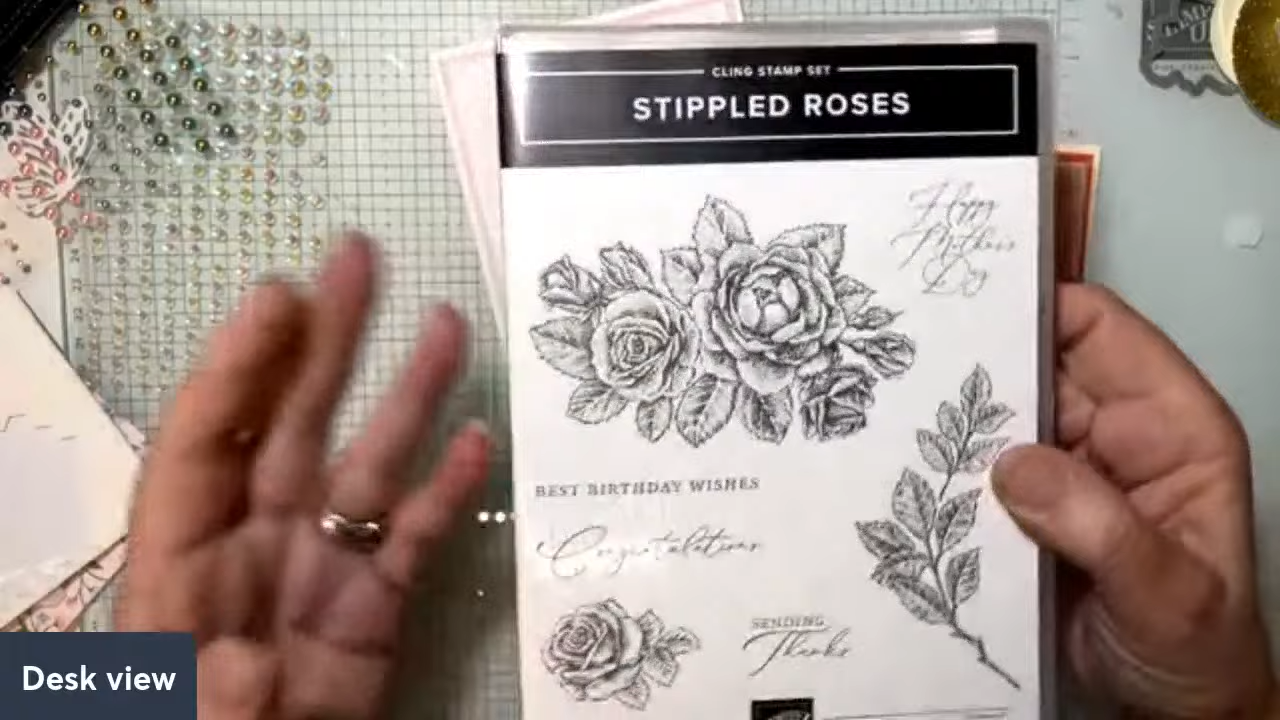 CLING STAMP SET
STIPPLED ROSES
Happy
Mother's
Day
BEST BIRTHDAY WISHES
Congratulations
SENDING
Thanks
Desk view